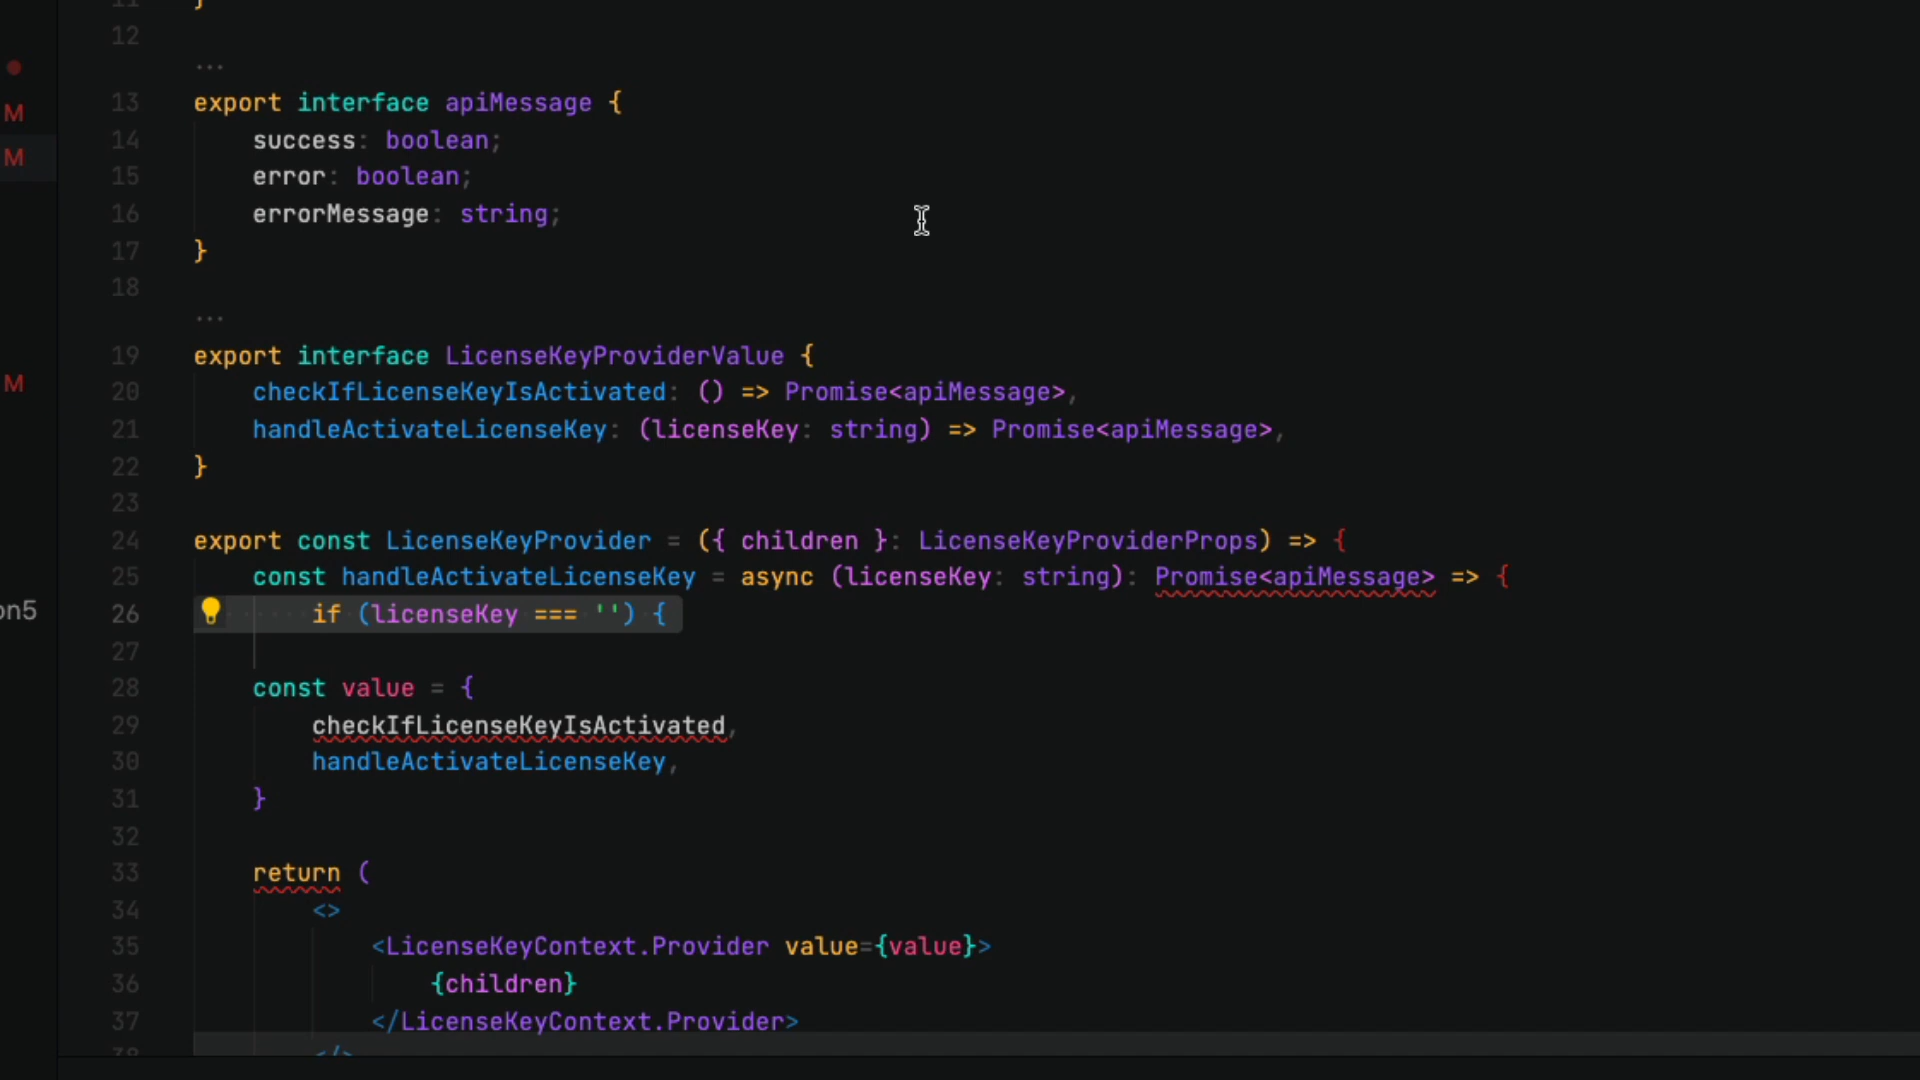 11 }
12
...
13 export interface apiMessage {
14 success: boolean;
15 error: boolean;
16 errorMessage: string;
17 }
18
...
19 export interface LicenseKeyProviderValue {
20 checkIfLicenseKeyIsActivated: () => Promise<apiMessage>,
21 handleActivateLicenseKey: (licenseKey: string) => Promise<apiMessage>,
22 }
23
24 export const LicenseKeyProvider = ({ children }: LicenseKeyProviderProps) => {
25 const handleActivateLicenseKey = async (licenseKey: string): Promise<apiMessage> => {
26 if (licenseKey === '') {
27
28 const value = {
29 checkIfLicenseKeyIsActivated,
30 handleActivateLicenseKey,
31 }
32
33 return (
34 <>
35 <LicenseKeyContext.Provider value={value}>
36 {children}
37 </LicenseKeyContext.Provider>
38 </>
M
M
M
on5